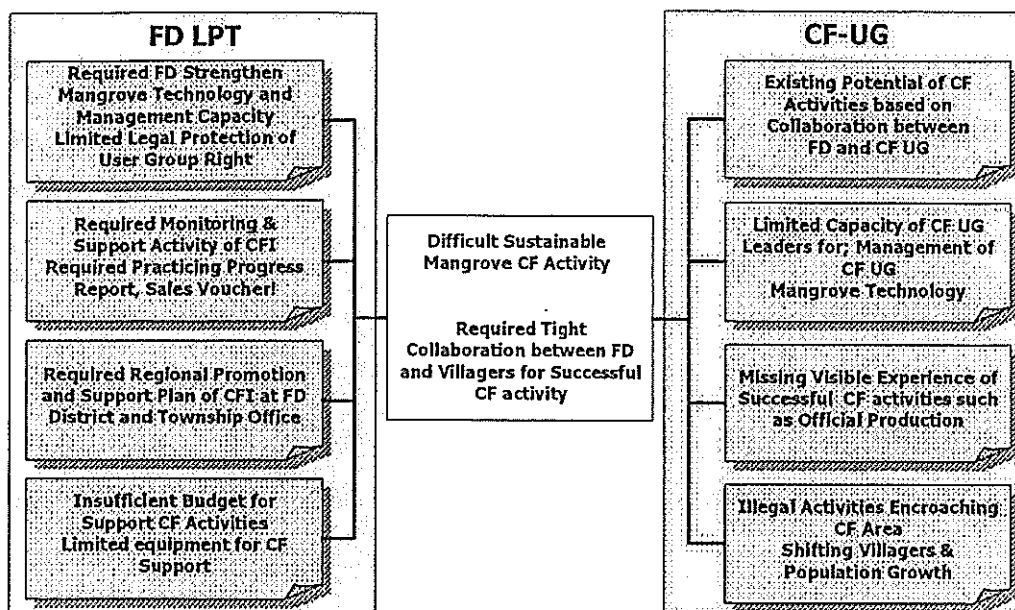 FD LPT
Required FD Strengthen
Mangrove Technology and
Management Capacity
Limited Legal Protection of
User Group Right
Required Monitoring &
Support Activity of CFI
Required Practicing Progress
Report, Sales Voucher!
Required Regional Promotion
and Support Plan of CFI at FD
District and Township Office
Insufficient Budget for
Support CF Activities
Limited equipment for CF
Support
Difficult Sustainable
Mangrove CF Activity
Required Tight
Collaboration between FD
and Villagers for Successful
CF activity
CF-UG
Existing Potential of CF
Activities based on
Collaboration between
FD and CF UG
Limited Capacity of CF UG
Leaders for; Management of
CF UG
Mangrove Technology
Missing Visible Experience of
Successful CF activities such
as Official Production
Illegal Activities Encroaching
CF Area
Shifting Villagers &
Population Growth